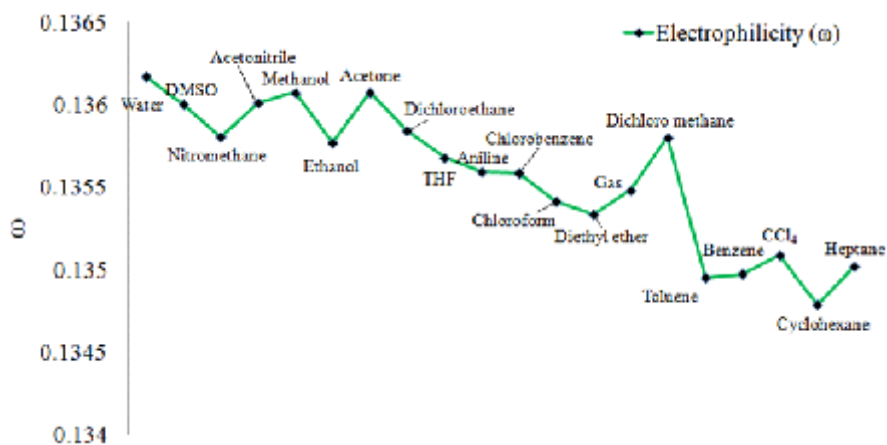 0.1365
Electrophilicity (ω)
Acetonitrile
DMSO
Methanol
Acetone
0.136
Water
Dichloroethane
Dichloro methane
Nitromethane
Chlorobenzene
Ethanol
Aniline
THF
0.1355
Gas
Chloroform
Diethyl ether
ω
CCl₄
Benzene
Heptane
0.135
Toluene
Cyclohexane
0.1345
0.134